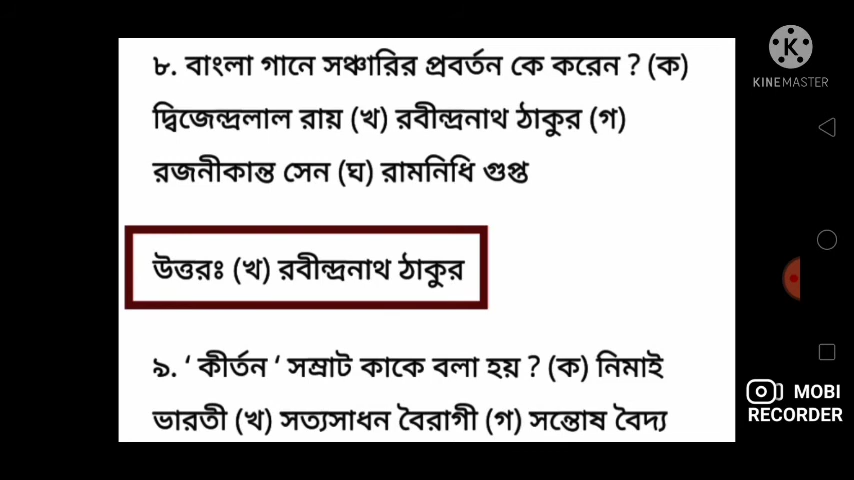 ৮. বাংলা গানে সঞ্চারির প্রবর্তন কে করেন ? (ক)
দ্বিজেন্দ্রলাল রায় (খ) রবীন্দ্রনাথ ঠাকুর (গ)
রজনীকান্ত সেন (ঘ) রামনিধি গুপ্ত
উত্তরঃ (খ) রবীন্দ্রনাথ ঠাকুর
৯. ‘ কীর্তন ‘ সম্রাট কাকে বলা হয় ? (ক) নিমাই
ভারতী (খ) সত্যসাধন বৈরাগী (গ) সন্তোষ বৈদ্য
K
KINEMASTER
MOBI
RECORDER